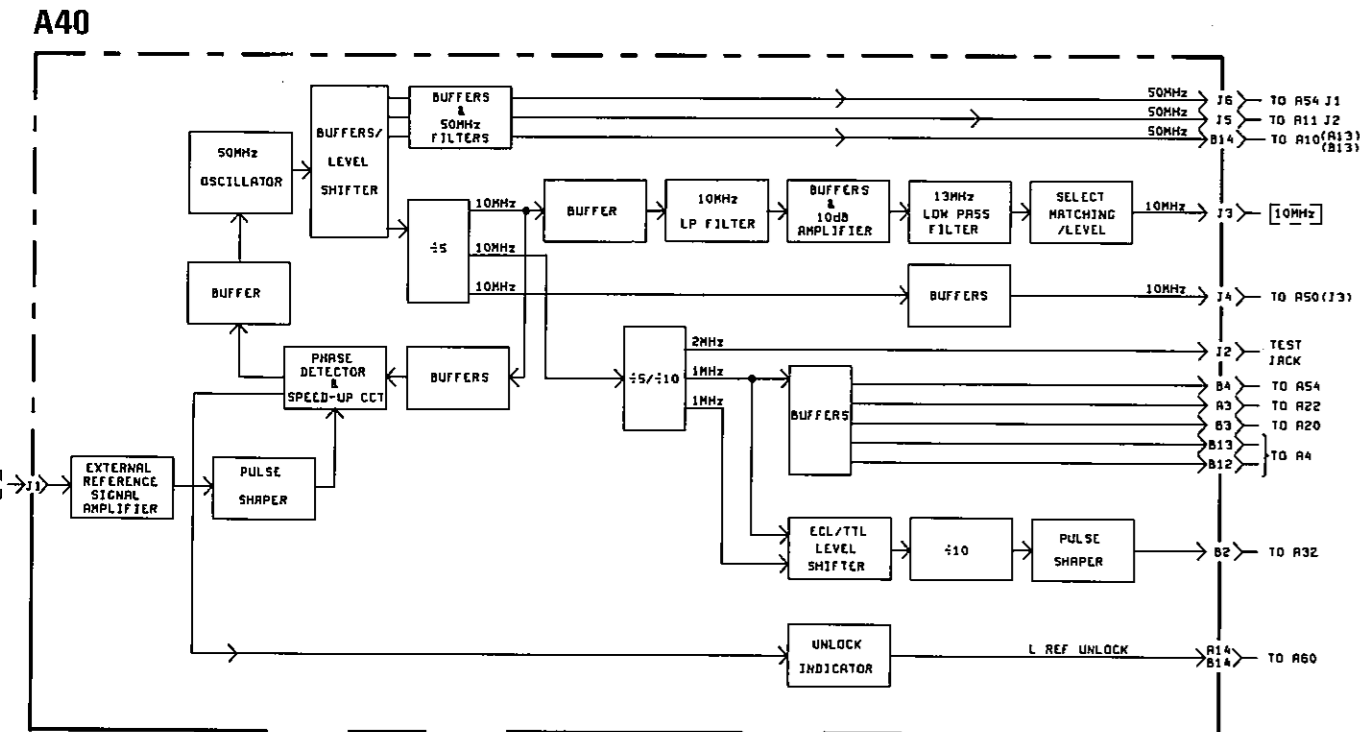 A40
BUFFERS
&
50MHz
FILTERS
50MHz
J6
TO A54 J1
50MHz
J5
TO A11 J2
50MHz
B14
TO A10(A13)
(B13)
50MHz
OSCILLATOR
BUFFERS/
LEVEL
SHIFTER
10MHz
÷5
10MHz
10MHz
BUFFER
10MHz
LP FILTER
BUFFERS
&
10dB
AMPLIFIER
13MHz
LOW PASS
FILTER
SELECT
MATCHING
/LEVEL
10MHz
J3
10MHz
BUFFER
BUFFERS
10MHz
J4
TO A50(J3)
PHASE
DETECTOR
&
SPEED-UP CCT
BUFFERS
÷5/÷10
2MHz
1MHz
1MHz
J2
TEST
JACK
BUFFERS
B4
TO A54
A3
TO A22
B3
TO A20
B13
B12
TO A4
J1
EXTERNAL
REFERENCE
SIGNAL
AMPLIFIER
PULSE
SHAPER
ECL/TTL
LEVEL
SHIFTER
÷10
PULSE
SHAPER
B2
TO A32
UNLOCK
INDICATOR
L REF UNLOCK
A14
B14
TO A60